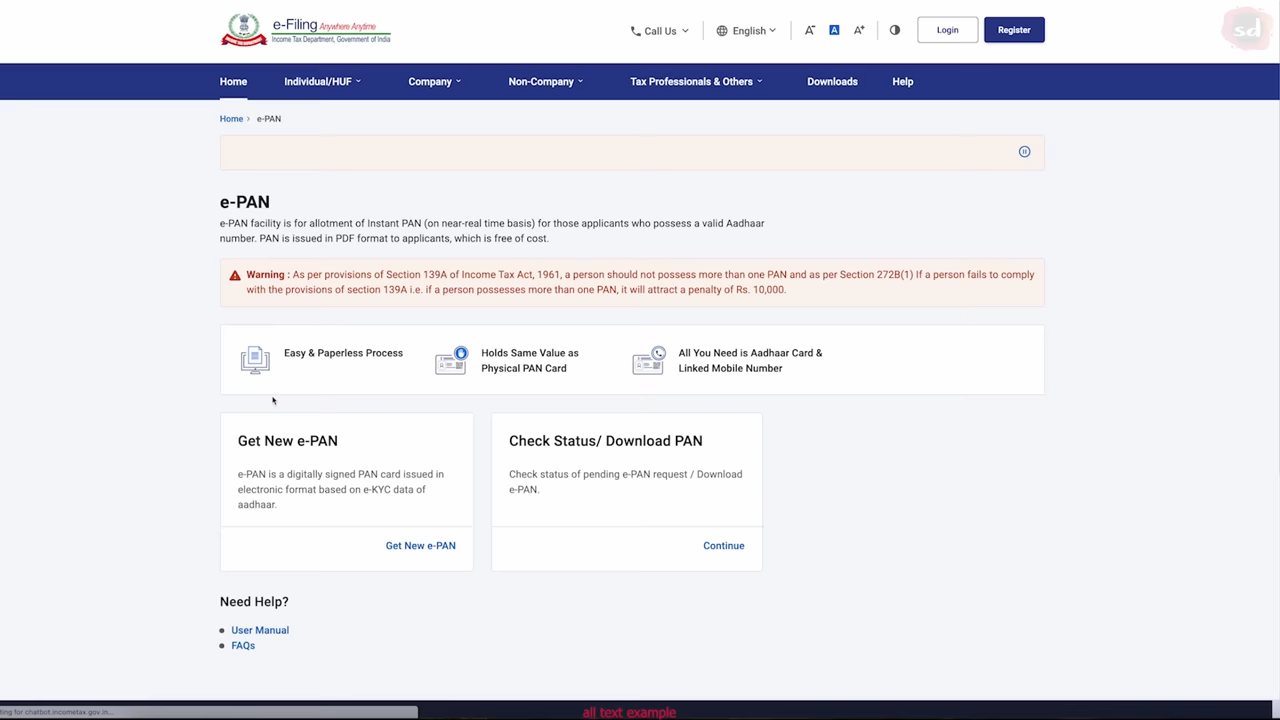 e-Filing Anywhere Anytime
Income Tax Department, Government of India
Call Us
English
A-
A
A+
Login
Register
sd
Home
Individual/HUF
Company
Non-Company
Tax Professionals & Others
Downloads
Help
Home > e-PAN
e-PAN
e-PAN facility is for allotment of Instant PAN (on near-real time basis) for those applicants who possess a valid Aadhaar
number. PAN is issued in PDF format to applicants, which is free of cost.
Warning : As per provisions of Section 139A of Income Tax Act, 1961, a person should not possess more than one PAN and as per Section 272B(1) If a person fails to comply
with the provisions of section 139A i.e. if a person possesses more than one PAN, it will attract a penalty of Rs. 10,000.
Easy & Paperless Process
Holds Same Value as
Physical PAN Card
All You Need is Aadhaar Card &
Linked Mobile Number
Get New e-PAN
e-PAN is a digitally signed PAN card issued in
electronic format based on e-KYC data of
aadhaar.
Get New e-PAN
Check Status/ Download PAN
Check status of pending e-PAN request / Download
e-PAN.
Continue
Need Help?
User Manual
FAQs
ting for chatbot.incometax.gov.in...
all text example